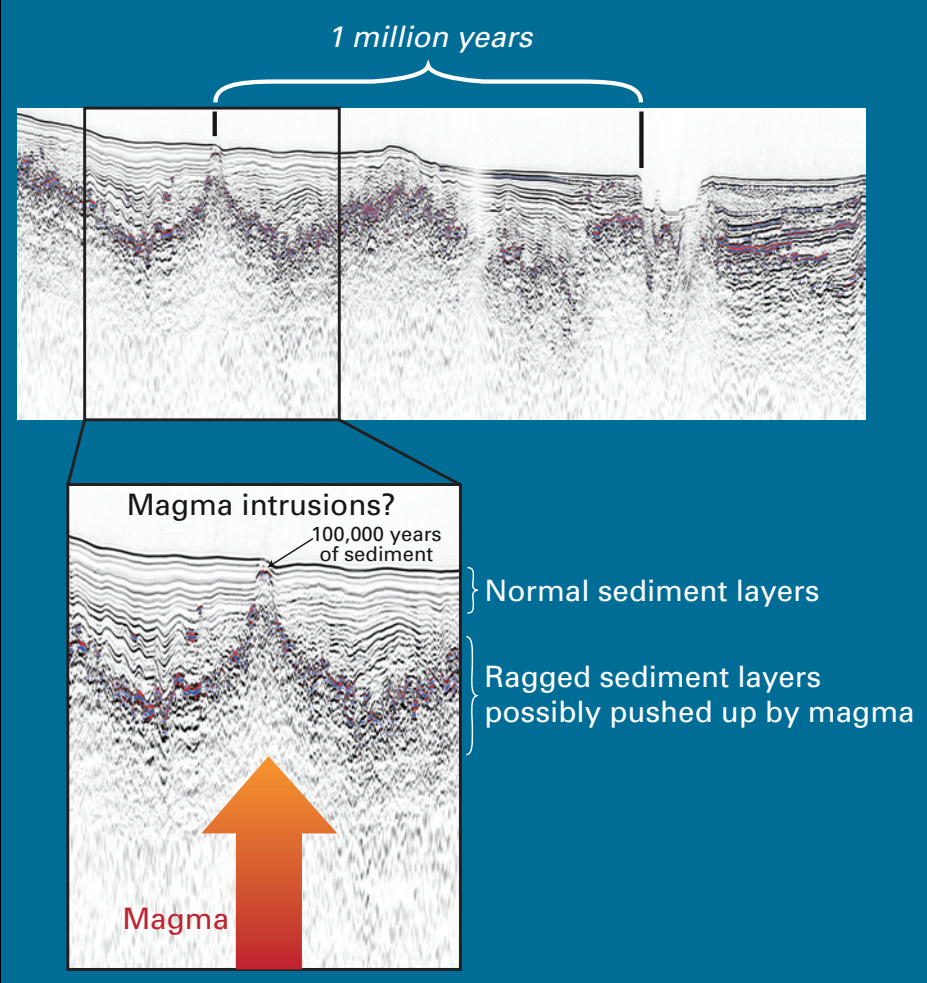 1 million years
Magma intrusions?
100,000 years
of sediment
Normal sediment layers
Ragged sediment layers
possibly pushed up by magma
Magma